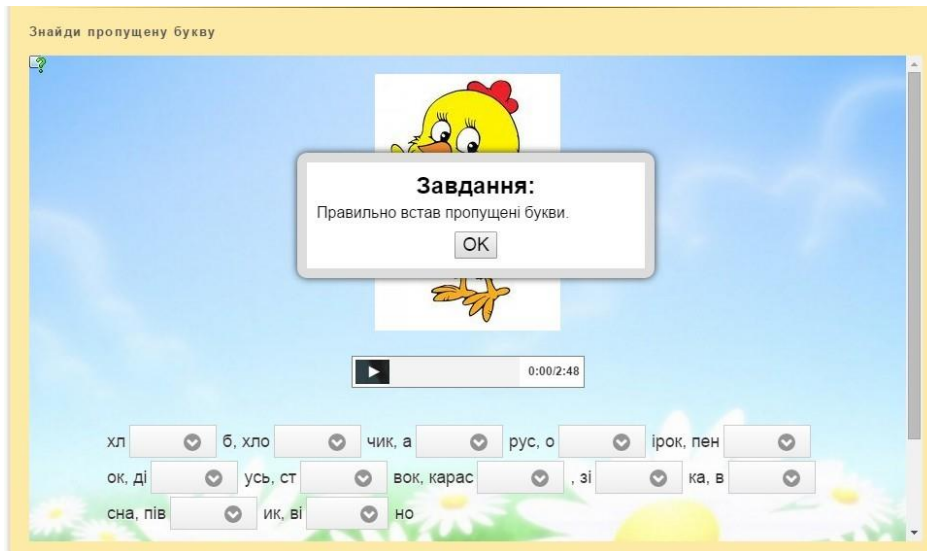 Знайди пропущену букву
Завдання:
Правильно встав пропущені букви.
OK
0:00/2:48
хл б, хло чик, а рус, о ірок, пен
ок, ді усь, ст вок, карас , зі ка, в
сна, пів ик, ві но